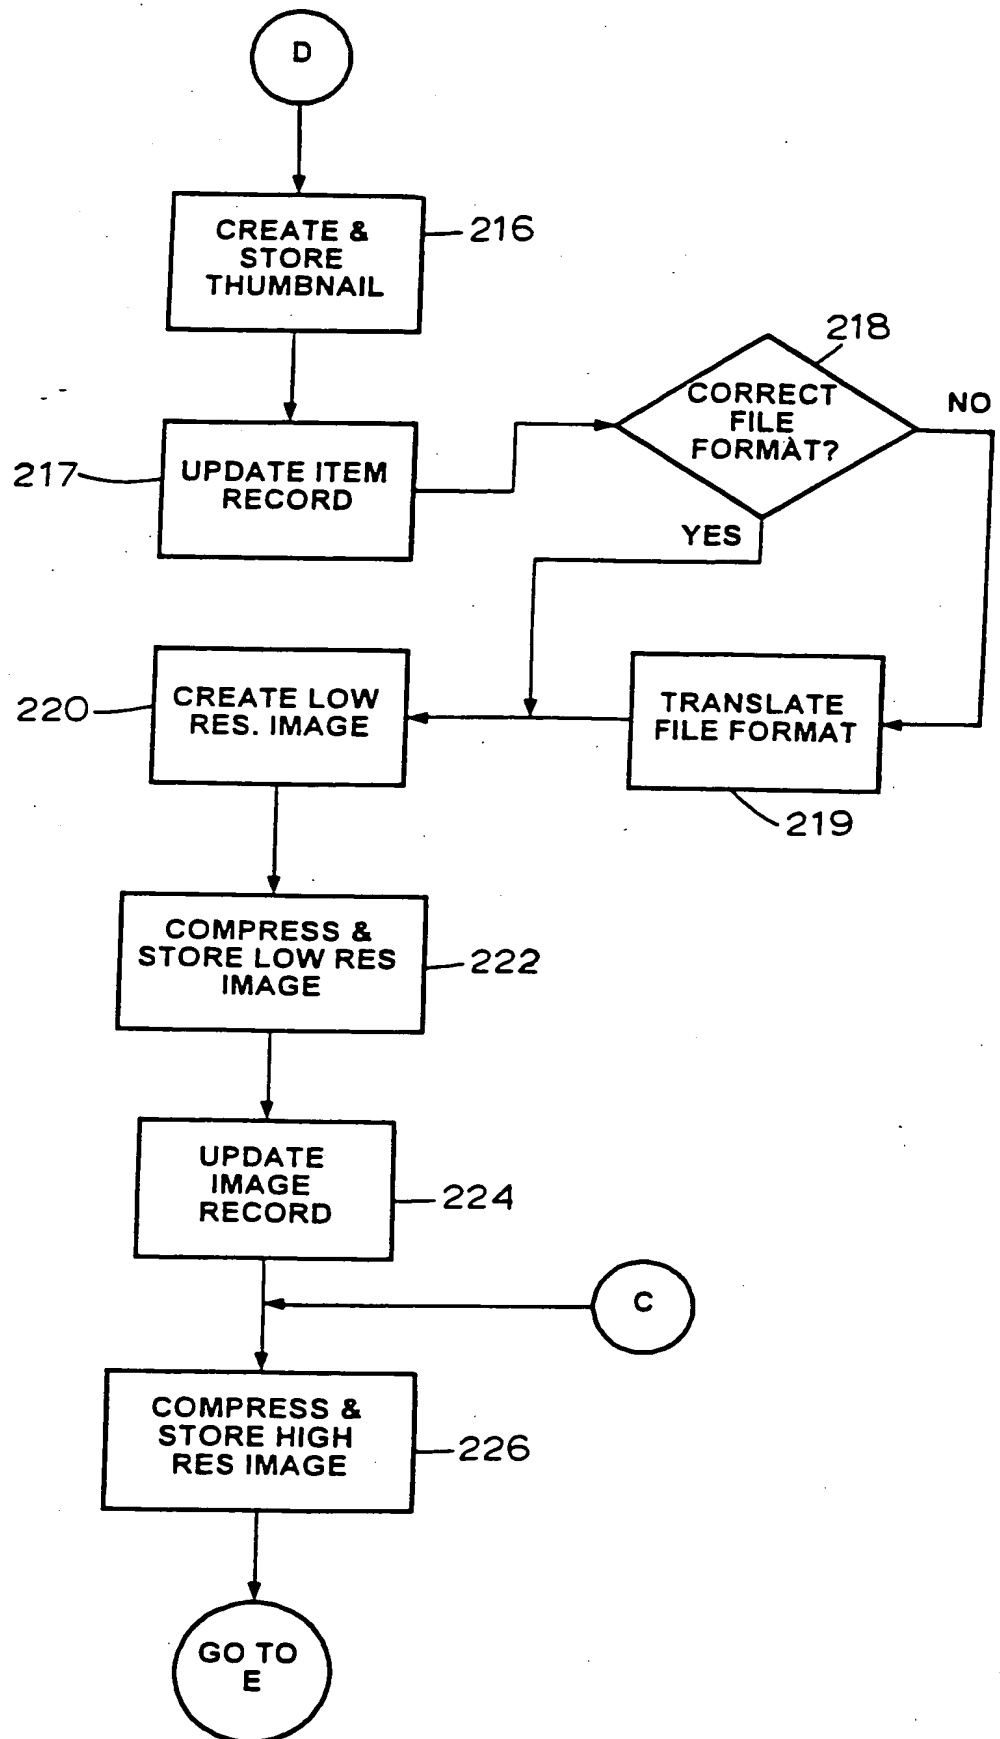 D
CREATE &
STORE
THUMBNAIL
216
218
CORRECT
FILE
FORMAT?
NO
217
UPDATE ITEM
RECORD
YES
220
CREATE LOW
RES. IMAGE
TRANSLATE
FILE FORMAT
219
COMPRESS &
STORE LOW RES
IMAGE
222
UPDATE
IMAGE
RECORD
224
C
COMPRESS &
STORE HIGH
RES IMAGE
226
GO TO
E